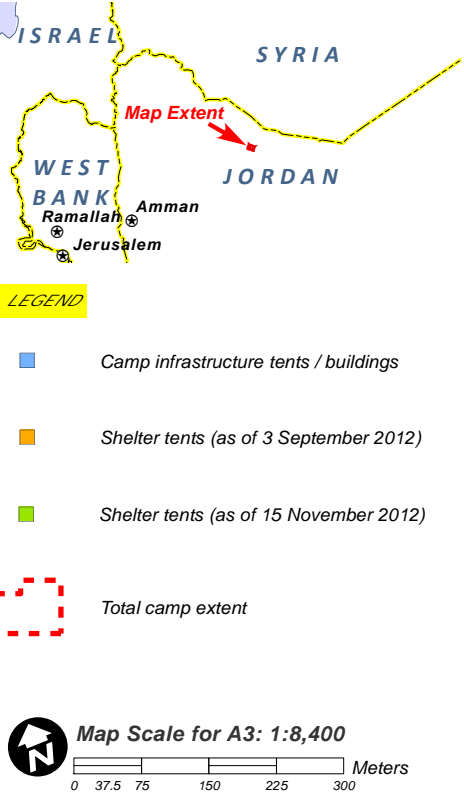 ISRAEL
SYRIA
Map Extent
WEST
BANK
JORDAN
Ramallah
Amman
Jerusalem
LEGEND
Camp infrastructure tents / buildings
Shelter tents (as of 3 September 2012)
Shelter tents (as of 15 November 2012)
Total camp extent
N
Map Scale for A3: 1:8,400
Meters
0 37.5 75 150 225 300